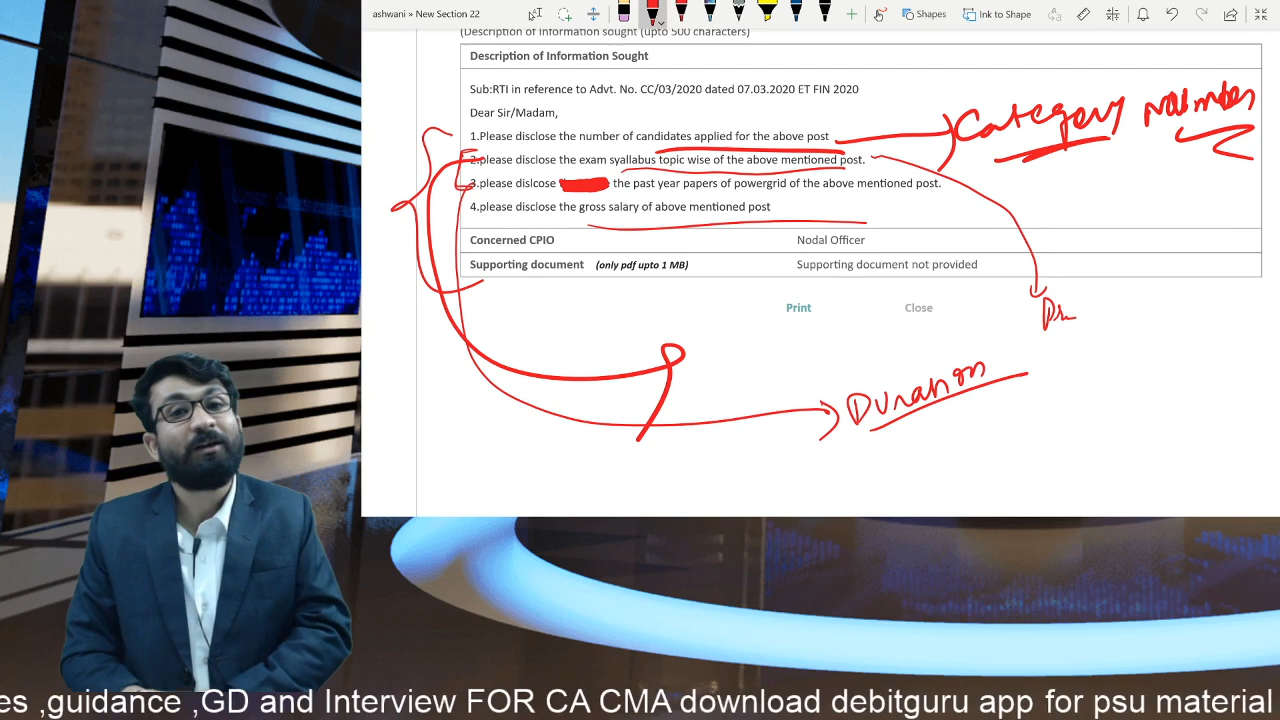 ashwani » New Section 22
Shapes
Ink to Shape
(Description of Information sought (upto 500 characters)
Description of Information Sought
Sub:RTI in reference to Advt. No. CC/03/2020 dated 07.03.2020 ET FIN 2020
Dear Sir/Madam,
1.Please disclose the number of candidates applied for the above post
Category
2.please disclose the exam syallabus topic wise of the above mentioned post.
3.please dislcose the past year papers of powergrid of the above mentioned post.
4.please disclose the gross salary of above mentioned post
Concerned CPIO Nodal Officer
Supporting document (only pdf upto 1 MB) Supporting document not provided
Print Close
Duration
es ,guidance ,GD and Interview FOR CA CMA download debitguru app for psu material